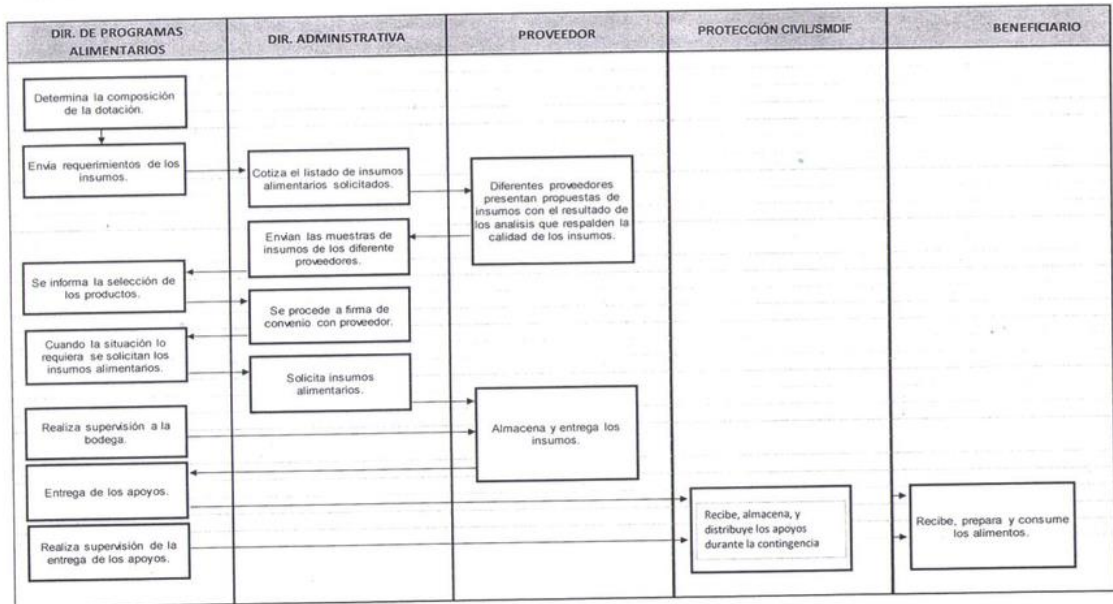 DIR. DE PROGRAMAS
ALIMENTARIOS
DIR. ADMINISTRATIVA
PROVEEDOR
PROTECCIÓN CIVIL/SMDIF
BENEFICIARIO
Determina la composición
de la dotación.
Envia requerimientos de los
insumos.
Cotiza el listado de insumos
alimentarios solicitados.
Diferentes proveedores
presentan propuestas de
insumos con el resultado de
los analisis que respalden la
calidad de los insumos.
Envían las muestras de
insumos de los diferente
proveedores.
Se informa la selección de
los productos.
Se procede a firma de
convenio con proveedor.
Cuando la situación lo
requiera se solicitan los
insumos alimentarios.
Solicita insumos
alimentarios.
Realiza supervisión a la
bodega.
Almacena y entrega los
insumos.
Entrega de los apoyos.
Recibe, almacena, y
distribuye los apoyos
durante la contingencia
Recibe, prepara y consume
los alimentos.
Realiza supervisión de la
entrega de los apoyos.